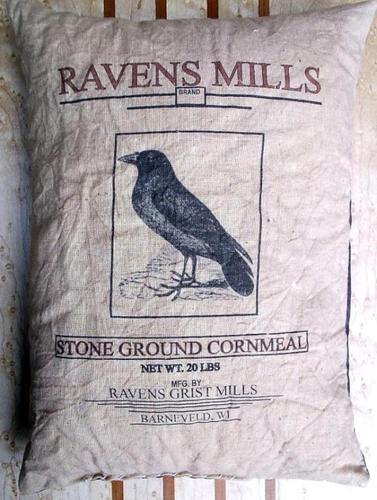 RAVENS MILLS
BRAND
STONE GROUND CORNMEAL
NET WT. 20 LBS
MFG. BY
RAVENS GRIST MILLS
BARNEVELD, WI